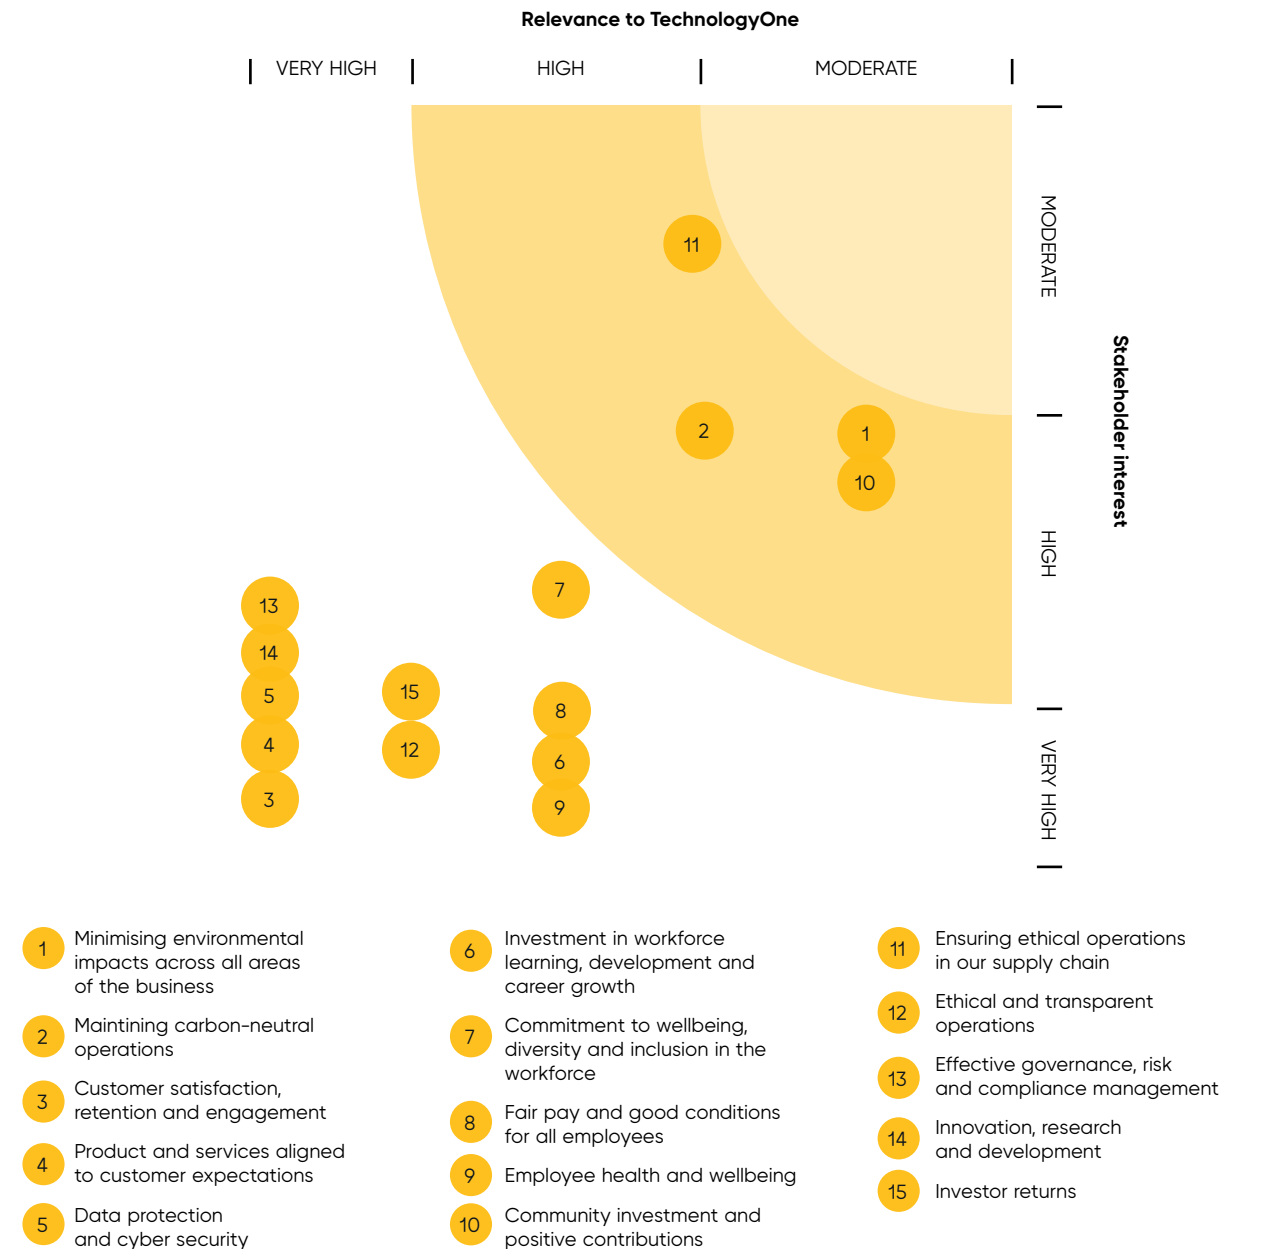 Relevance to TechnologyOne
VERY HIGH
HIGH
MODERATE
MODERATE
HIGH
VERY HIGH
Stakeholder interest
11
2
1
10
7
13
14
5
4
3
15
12
8
6
9
1
Minimising environmental
impacts across all areas
of the business
2
Maintining carbon-neutral
operations
3
Customer satisfaction,
retention and engagement
4
Product and services aligned
to customer expectations
5
Data protection
and cyber security
6
Investment in workforce
learning, development and
career growth
7
Commitment to wellbeing,
diversity and inclusion in the
workforce
8
Fair pay and good conditions
for all employees
9
Employee health and wellbeing
10
Community investment and
positive contributions
11
Ensuring ethical operations
in our supply chain
12
Ethical and transparent
operations
13
Effective governance, risk
and compliance management
14
Innovation, research
and development
15
Investor returns